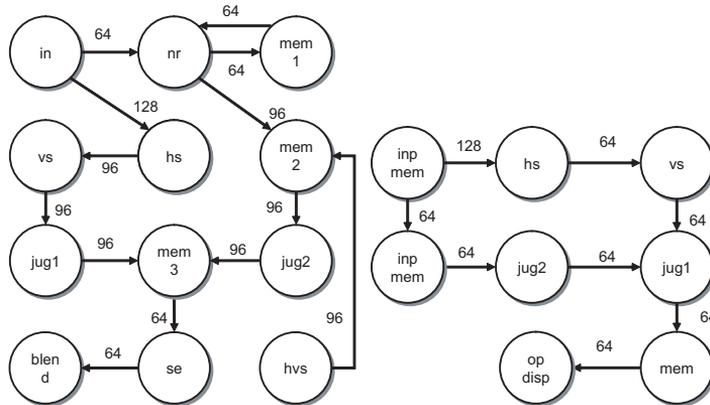 64
in
64
nr
64
mem
1
128
96
vs
96
hs
mem
2
96
96
jug1
96
mem
3
96
jug2
64
96
blen
d
64
se
hvs
inp
mem
128
hs
64
vs
64
64
inp
mem
64
jug2
64
jug1
64
op
disp
64
mem